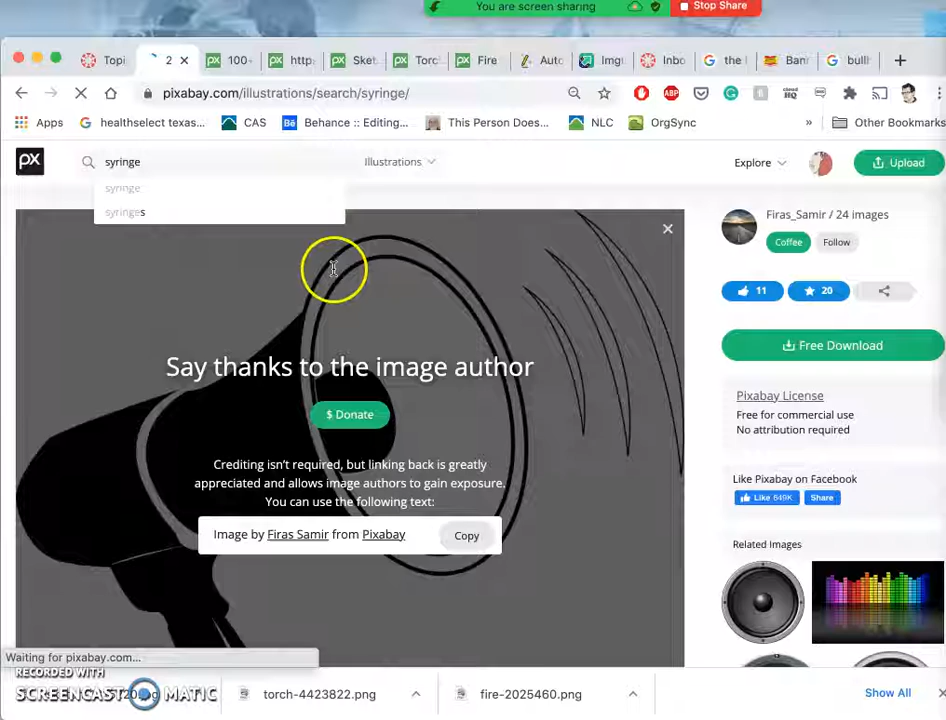 You are screen sharing
Stop Share
Topi
2
100+
http
Sket
Torc
Fire
Auto
Img
Inbo
the
Ban
bull
pixabay.com/illustrations/search/syringe/
ABP
HQ
Apps
healthselect texas...
CAS
Behance :: Editing...
This Person Does...
NLC
OrgSync
»
Other Bookmarks
px
syringe
Illustrations
Explore
Upload
syringe
syringes
Firas_Samir / 24 images
Coffee
Follow
11
20
Say thanks to the image author
Free Download
$ Donate
Pixabay License
Free for commercial use
No attribution required
Crediting isn't required, but linking back is greatly
appreciated and allows image authors to gain exposure.
You can use the following text:
Like Pixabay on Facebook
Like 849K
Share
Image by Firas Samir from Pixabay
Copy
Related Images
Waiting for pixabay.com...
RECORDED WITH
SCREENCAST MATIC
torch-4423822.png
fire-2025460.png
Show All